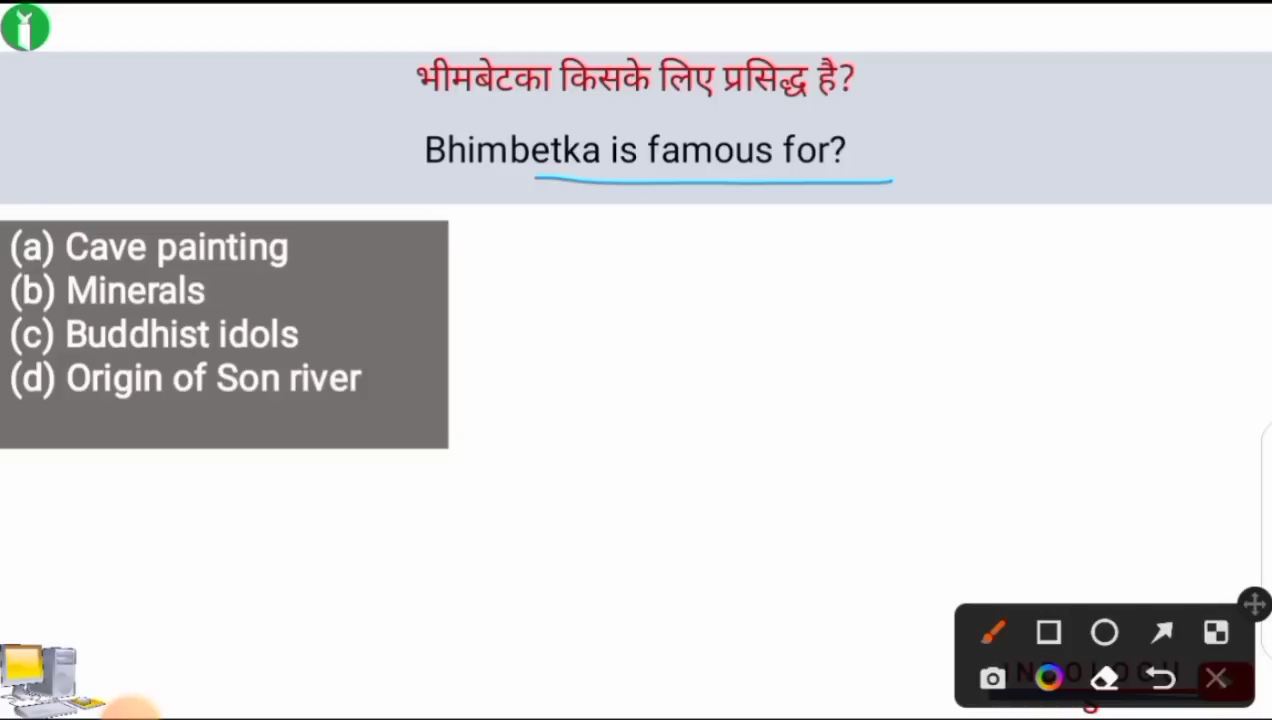 भीमबेटका किसके लिए प्रसिद्ध है?
Bhimbetka is famous for?
(a) Cave painting
(b) Minerals
(c) Buddhist idols
(d) Origin of Son river